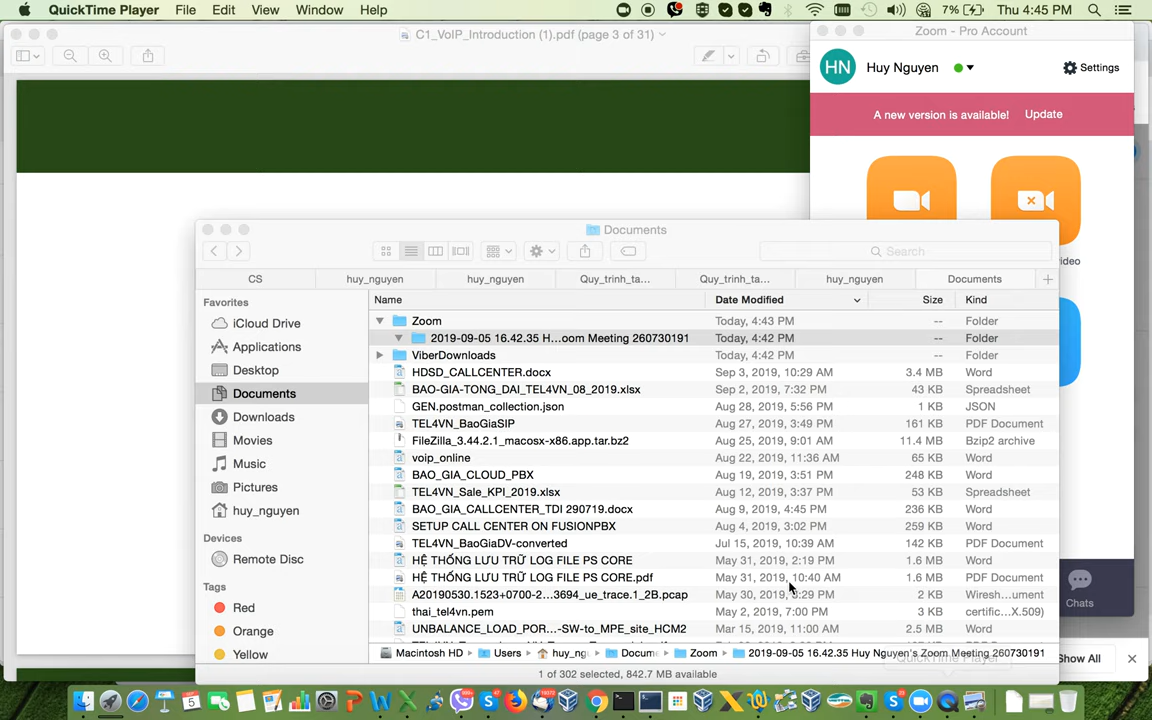 QuickTime Player File Edit View Window Help 7% Thu 4:45 PM
C1_VoIP_Introduction (1).pdf (page 3 of 31)
Zoom - Pro Account
HN Huy Nguyen Settings
A new version is available! Update
Documents
Search
CS huy_nguyen huy_nguyen Quy_trinh_ta... Quy_trinh_ta... huy_nguyen Documents
Favorites
iCloud Drive
Applications
Desktop
Documents
Downloads
Movies
Music
Pictures
huy_nguyen
Devices
Remote Disc
Tags
Red
Orange
Yellow
Name Date Modified Size Kind
Zoom Today, 4:43 PM -- Folder
2019-09-05 16.42.35 H...oom Meeting 260730191 Today, 4:42 PM -- Folder
ViberDownloads Today, 4:42 PM -- Folder
HDSD_CALLCENTER.docx Sep 3, 2019, 10:29 AM 3.4 MB Word
BAO-GIA-TONG_DAI_TEL4VN_08_2019.xlsx Sep 2, 2019, 7:32 PM 43 KB Spreadsheet
GEN.postman_collection.json Aug 28, 2019, 5:56 PM 1 KB JSON
TEL4VN_BaoGiaSIP Aug 27, 2019, 3:49 PM 161 KB PDF Document
FileZilla_3.44.2.1_macosx-x86.app.tar.bz2 Aug 25, 2019, 9:01 AM 11.4 MB Bzip2 archive
voip_online Aug 22, 2019, 11:36 AM 65 KB Word
BAO_GIA_CLOUD_PBX Aug 19, 2019, 3:51 PM 248 KB Word
TEL4VN_Sale_KPI_2019.xlsx Aug 12, 2019, 3:37 PM 53 KB Spreadsheet
BAO_GIA_CALLCENTER_TDI 290719.docx Aug 9, 2019, 4:45 PM 236 KB Word
SETUP CALL CENTER ON FUSIONPBX Aug 4, 2019, 3:02 PM 259 KB Word
TEL4VN_BaoGiaDV-converted Jul 15, 2019, 10:39 AM 142 KB PDF Document
HỆ THỐNG LƯU TRỮ LOG FILE PS CORE May 31, 2019, 2:19 PM 1.6 MB Word
HỆ THỐNG LƯU TRỮ LOG FILE PS CORE.pdf May 31, 2019, 10:40 AM 1.6 MB PDF Document
A20190530.1523+0700-2...3694_ue_trace.1_2B.pcap May 30, 2019, 3:29 PM 2 KB Wiresh...ument
thai_tel4vn.pem May 2, 2019, 7:00 PM 3 KB certific...X.509)
UNBALANCE_LOAD_POR...-SW-to_MPE_site_HCM2 Mar 15, 2019, 11:00 AM 2.5 MB Word
Macintosh HD Users huy_ng Docum Zoom 2019-09-05 16.42.35 Huy Nguyen's Zoom Meeting 260730191
QuickTime Player
1 of 302 selected, 842.7 MB available
ideo
Chats
Show All